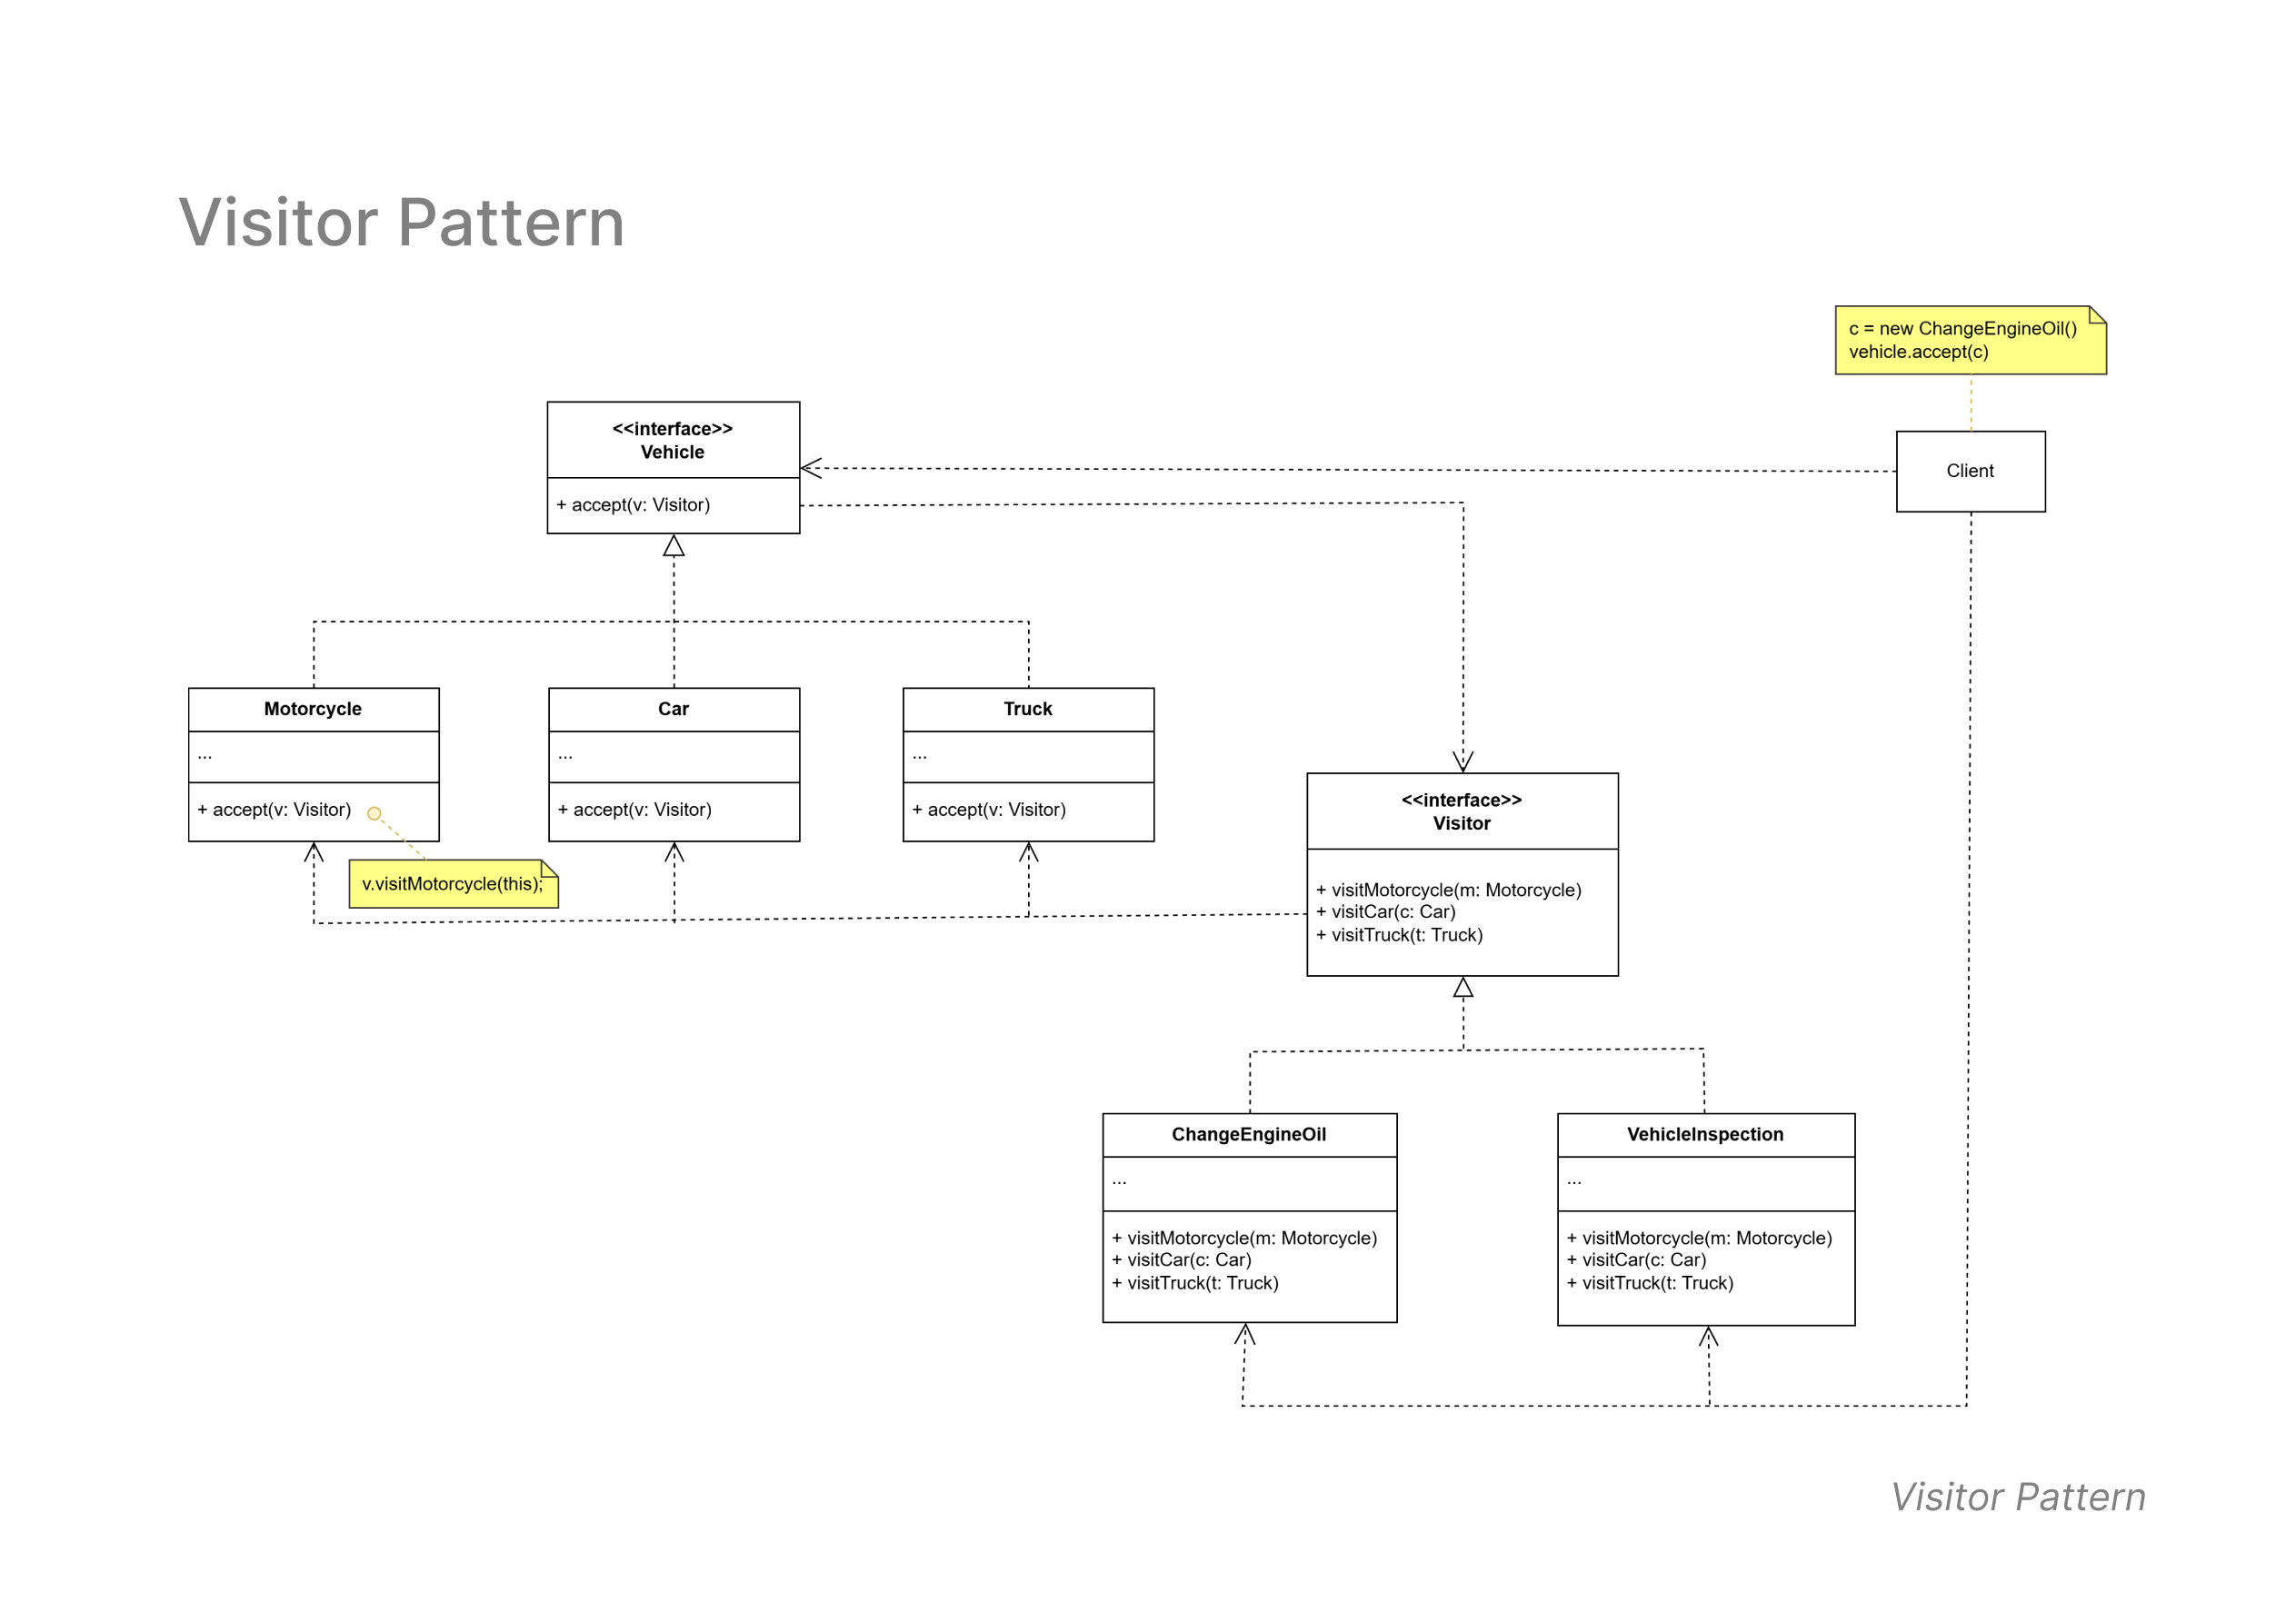 Visitor Pattern
c = new ChangeEngineOil()
vehicle.accept(c)
<<interface>>
Vehicle
+ accept(v: Visitor)
Client
Motorcycle
...
+ accept(v: Visitor)
v.visitMotorcycle(this);
Car
...
+ accept(v: Visitor)
Truck
...
+ accept(v: Visitor)
<<interface>>
Visitor
+ visitMotorcycle(m: Motorcycle)
+ visitCar(c: Car)
+ visitTruck(t: Truck)
ChangeEngineOil
...
+ visitMotorcycle(m: Motorcycle)
+ visitCar(c: Car)
+ visitTruck(t: Truck)
VehicleInspection
...
+ visitMotorcycle(m: Motorcycle)
+ visitCar(c: Car)
+ visitTruck(t: Truck)
Visitor Pattern